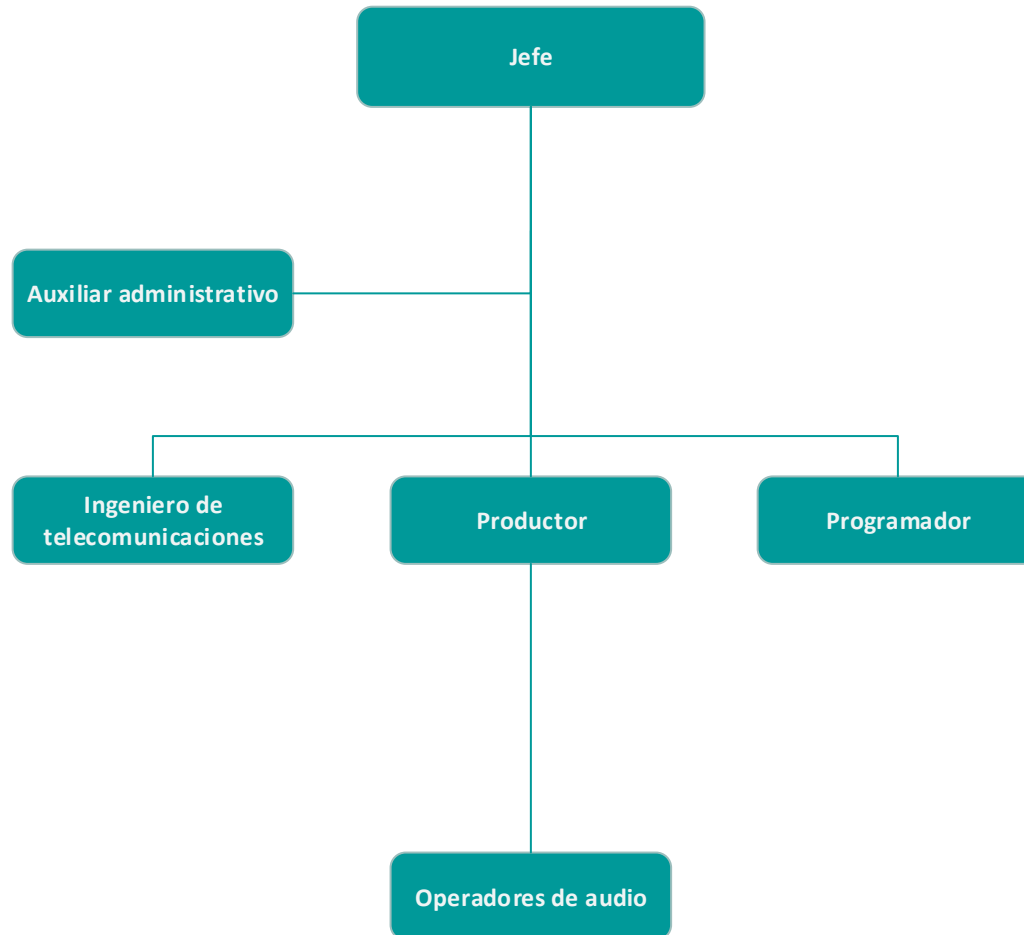 Jefe
Auxiliar administrativo
Ingeniero de
telecomunicaciones
Productor
Programador
Operadores de audio